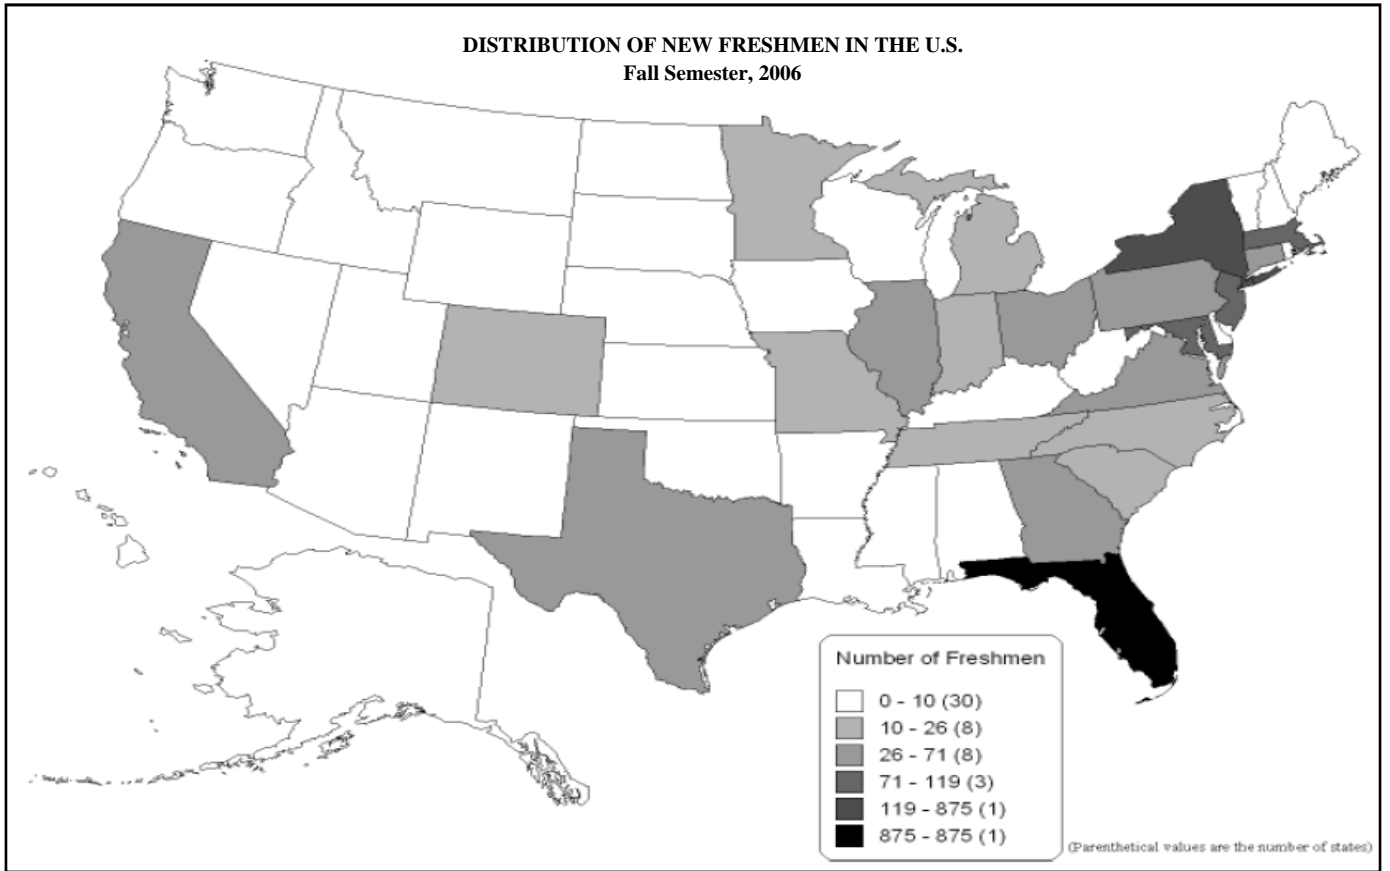 DISTRIBUTION OF NEW FRESHMEN IN THE U.S.
Fall Semester, 2006
Number of Freshmen
0 - 10 (30)
10 - 26 (8)
26 - 71 (8)
71 - 119 (3)
119 - 875 (1)
875 - 875 (1)
(Parenthetical values are the number of states)